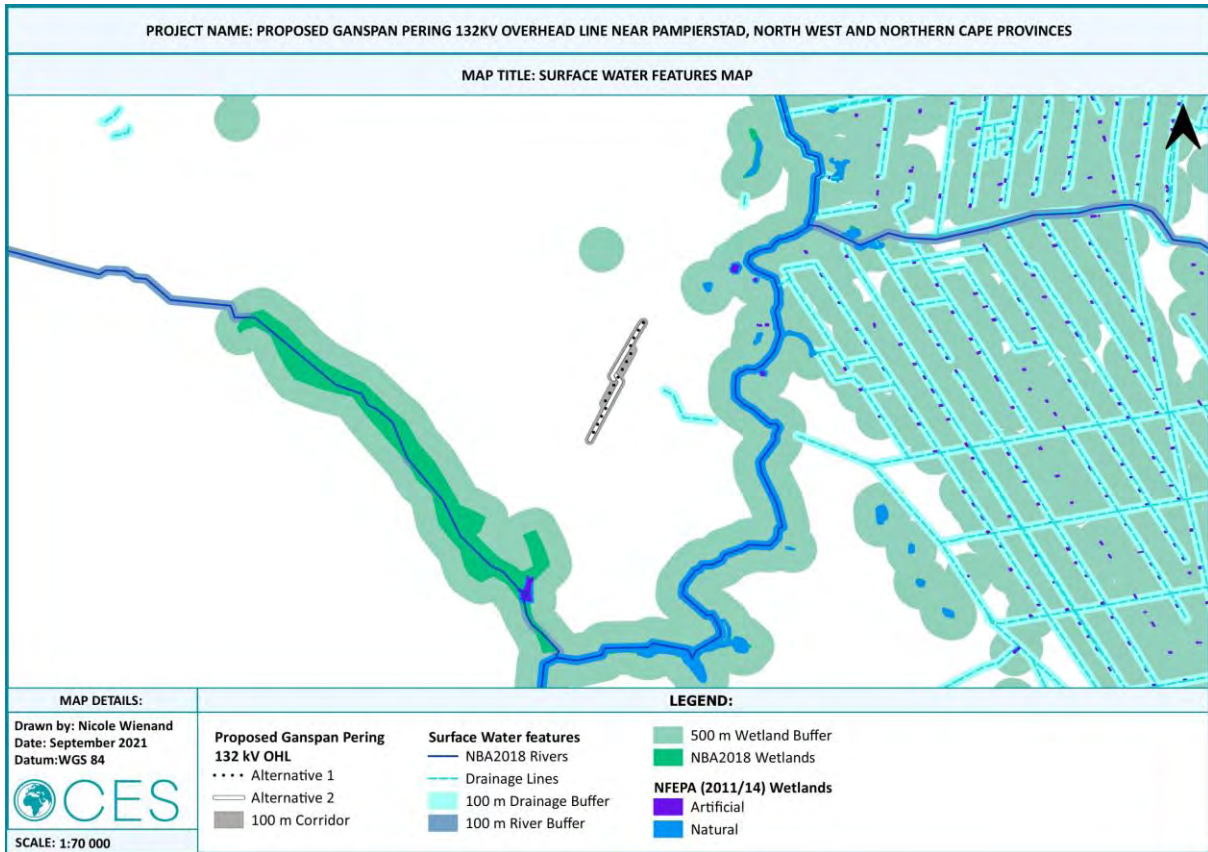 PROJECT NAME: PROPOSED GANSPAN PERING 132KV OVERHEAD LINE NEAR PAMPIERSTAD, NORTH WEST AND NORTHERN CAPE PROVINCES
MAP TITLE: SURFACE WATER FEATURES MAP
MAP DETAILS:
Drawn by: Nicole Wienand
Date: September 2021
Datum:WGS 84
CES
SCALE: 1:70 000
LEGEND:
Proposed Ganspan Pering
132 kV OHL
Alternative 1
Alternative 2
100 m Corridor
Surface Water features
NBA2018 Rivers
Drainage Lines
100 m Drainage Buffer
100 m River Buffer
500 m Wetland Buffer
NBA2018 Wetlands
NFEPA (2011/14) Wetlands
Artificial
Natural